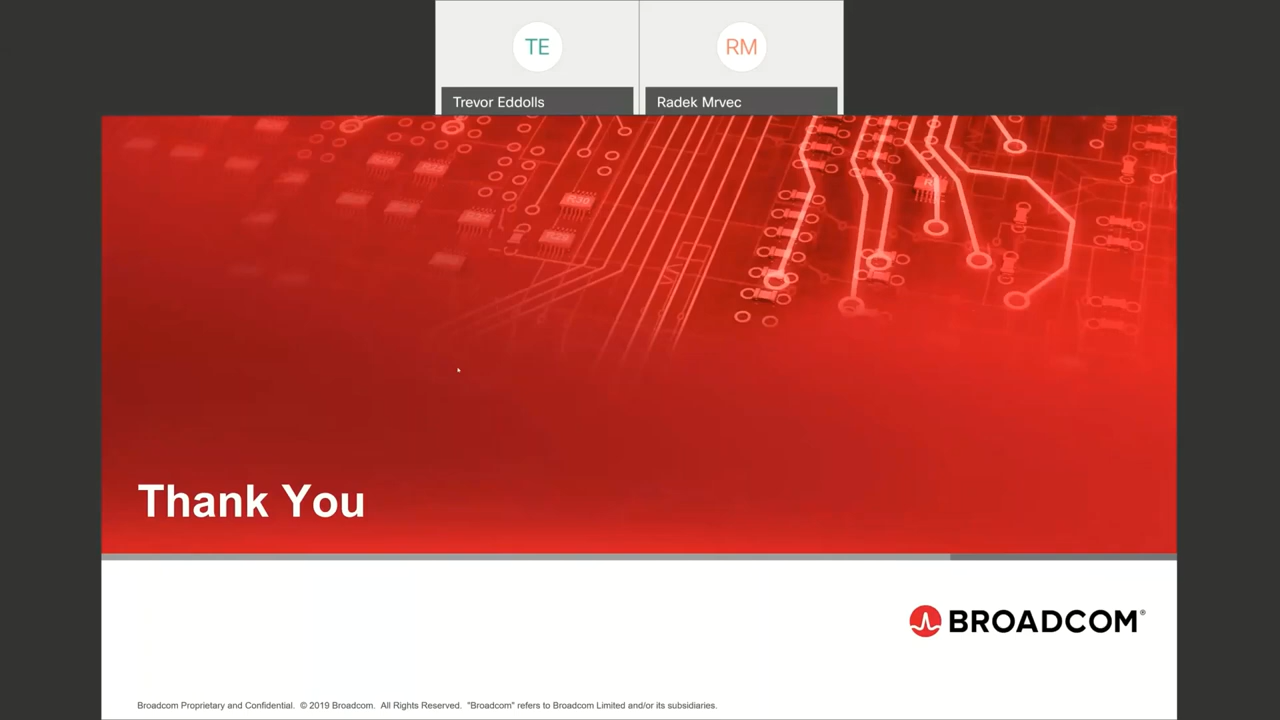 TE
RM
Trevor Eddolls
Radek Mrvec
R30
Thank You
BROADCOM®
Broadcom Proprietary and Confidential. © 2019 Broadcom. All Rights Reserved. "Broadcom" refers to Broadcom Limited and/or its subsidiaries.